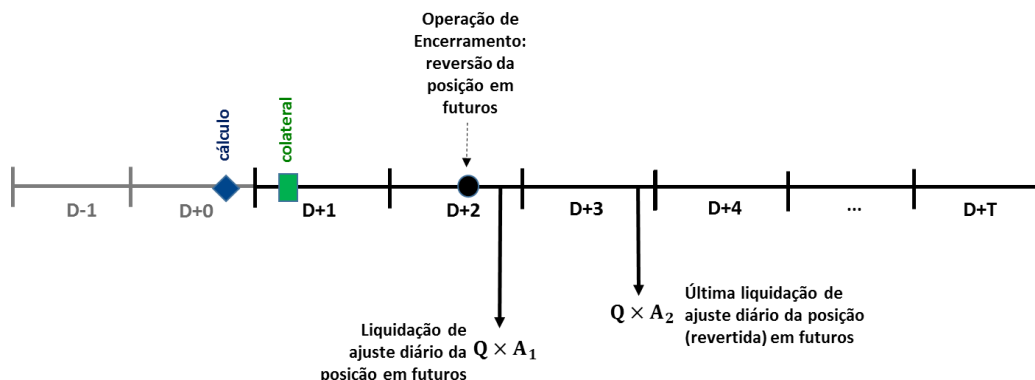 Operação de
Encerramento:
reversão da
posição em
futuros
cálculo
colateral
D-1
D+0
D+1
D+2
D+3
D+4
...
D+T
Liquidação de
ajuste diário da
posição em futuros
Q × A₁
Q × A₂
Última liquidação de
ajuste diário da posição
(revertida) em futuros